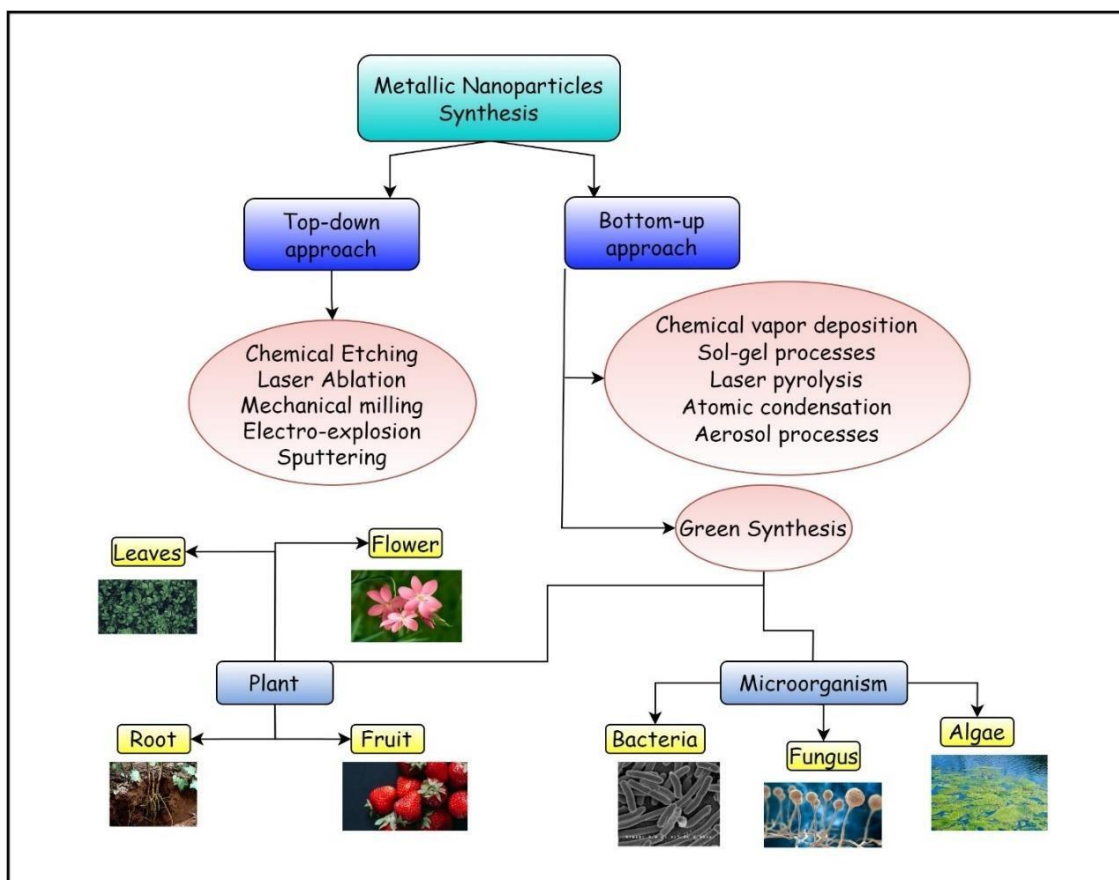 Metallic Nanoparticles
Synthesis
Top-down
approach
Bottom-up
approach
Chemical Etching
Laser Ablation
Mechanical milling
Electro-explosion
Sputtering
Chemical vapor deposition
Sol-gel processes
Laser pyrolysis
Atomic condensation
Aerosol processes
Green Synthesis
Leaves
Flower
Plant
Root
Fruit
Microorganism
Bacteria
Fungus
Algae